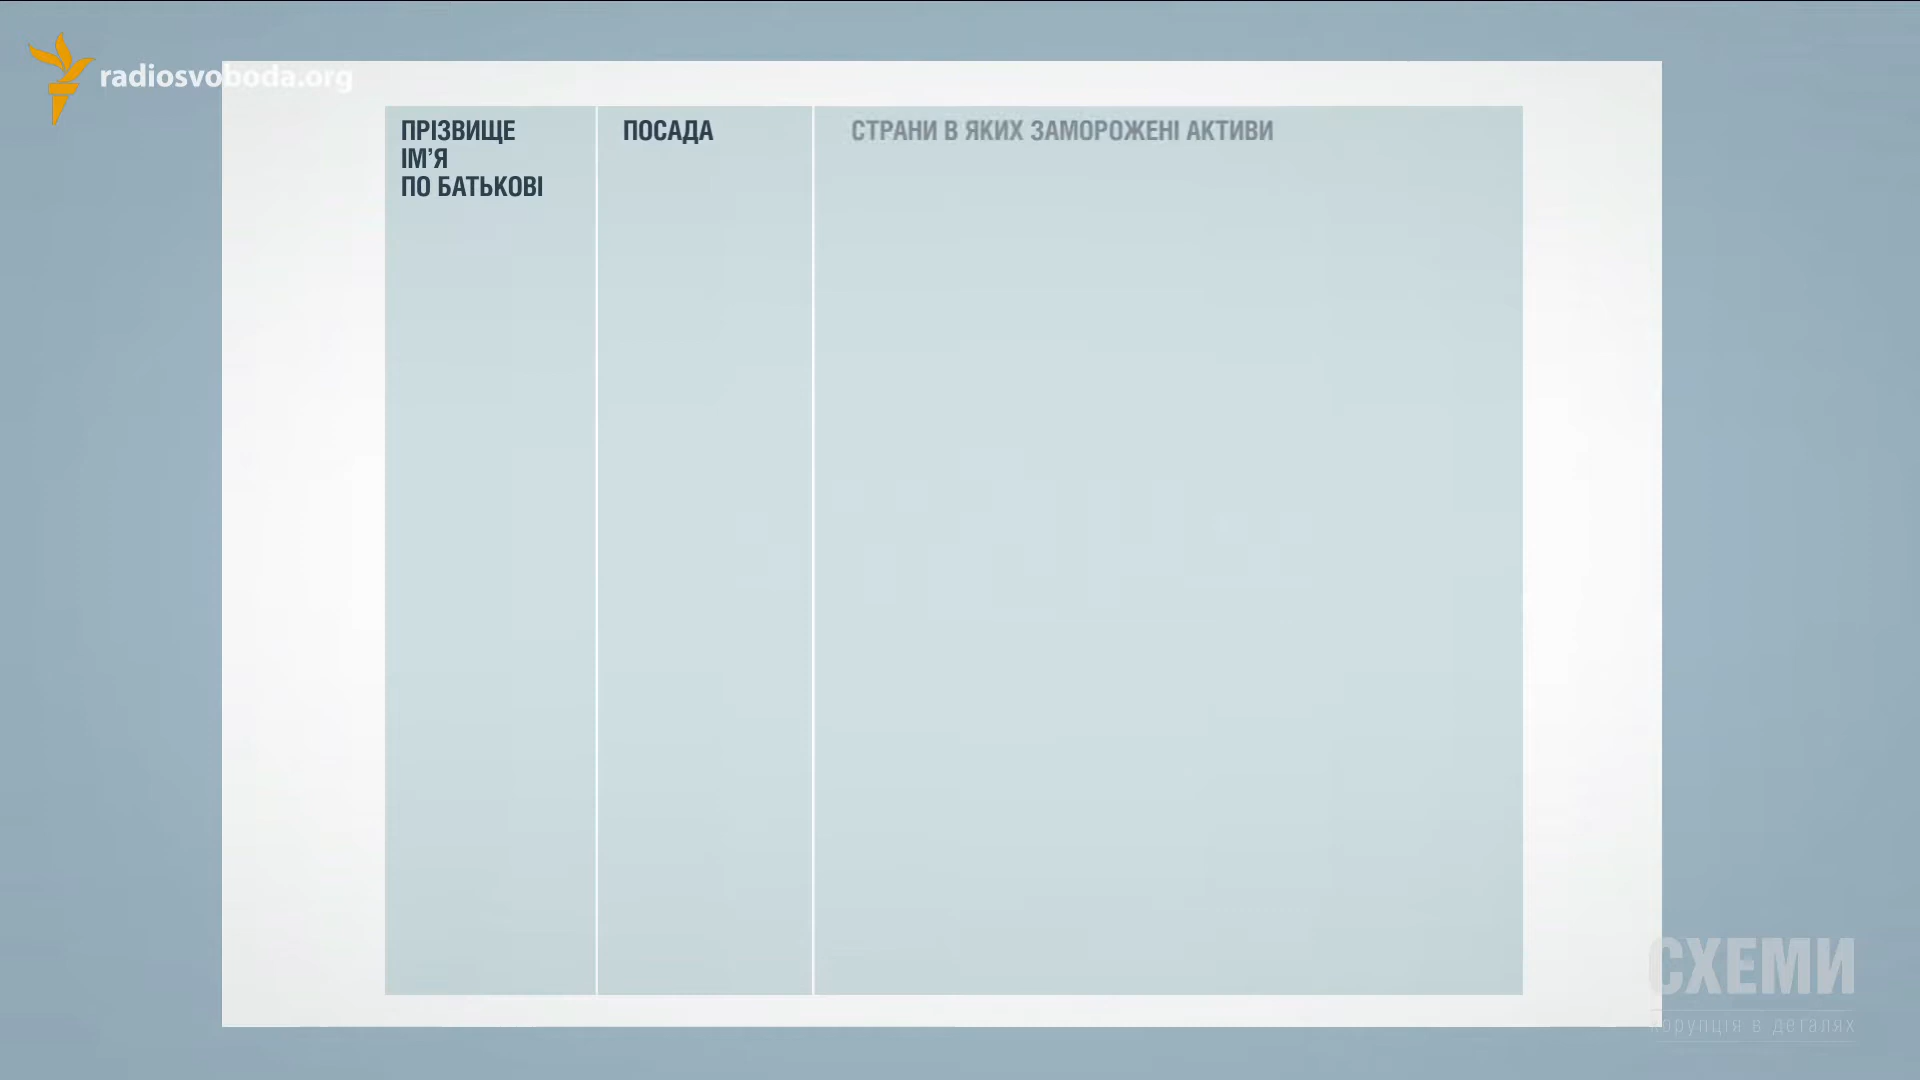 radiosvoboda.org
ПРІЗВИЩЕ
ІМ’Я
ПО БАТЬКОВІ
ПОСАДА
СТРАНИ В ЯКИХ ЗАМОРОЖЕНІ АКТИВИ
СХЕМИ
корупція в деталях